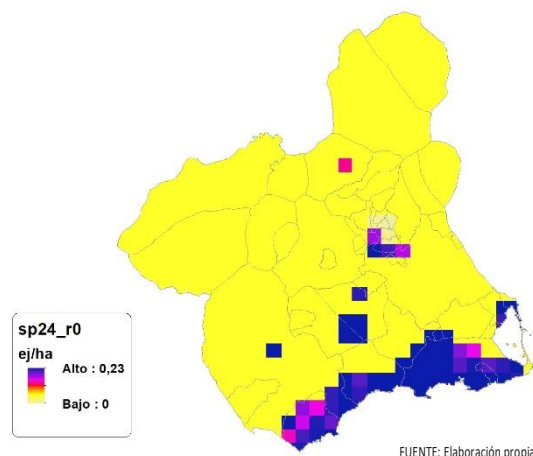 sp24_r0
ej/ha
Alto : 0,23
Bajo : 0
FUENTE: Elaboración propia